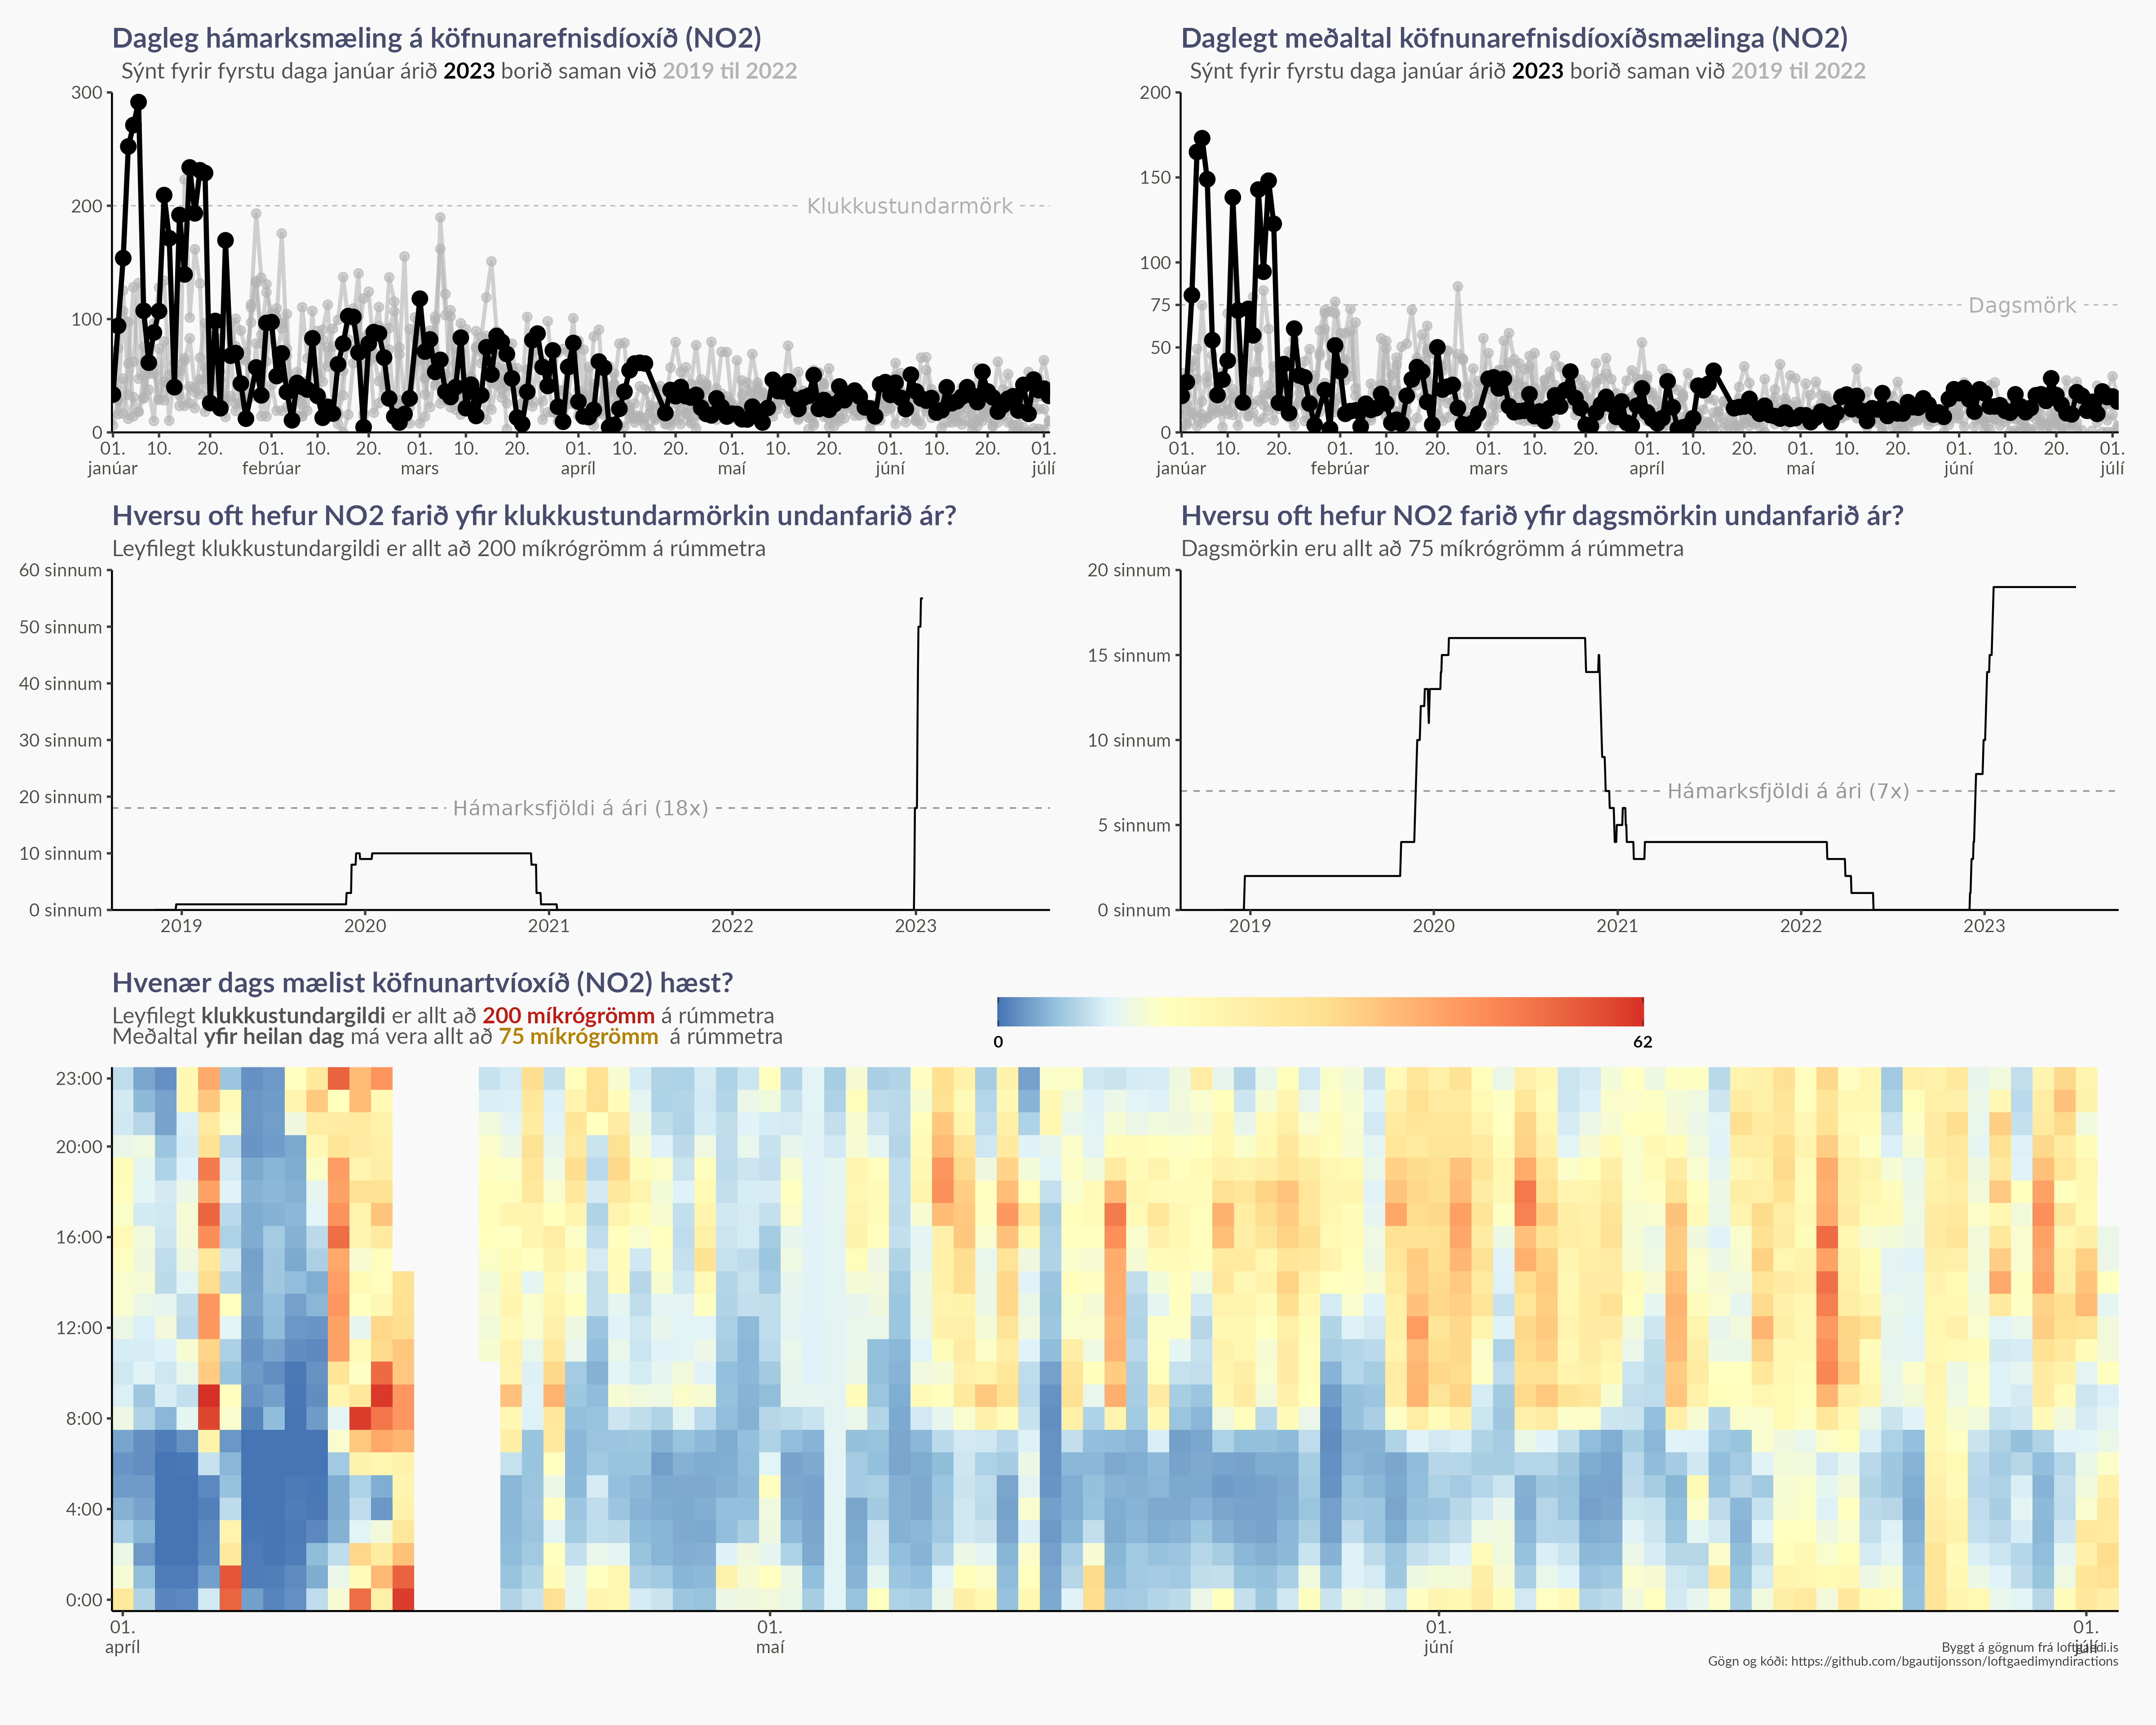 Dagleg hámarksmæling á köfnunarefnisdíoxíð (NO2)
Sýnt fyrir fyrstu daga janúar árið 2023 borið saman við 2019 til 2022
300
200
100
0
Klukkustundarmörk
01. 10. 20. 01. 10. 20. 01. 10. 20. 01. 10. 20. 01. 10. 20. 01. 10. 20. 01.
janúar febrúar mars apríl maí júní júlí
Daglegt meðaltal köfnunarefnisdíoxíðsmælinga (NO2)
Sýnt fyrir fyrstu daga janúar árið 2023 borið saman við 2019 til 2022
200
150
100
75
50
0
Dagsmörk
01. 10. 20. 01. 10. 20. 01. 10. 20. 01. 10. 20. 01. 10. 20. 01. 10. 20. 01.
janúar febrúar mars apríl maí júní júlí
Hversu oft hefur NO2 farið yfir klukkustundarmörkin undanfarið ár?
Leyfilegt klukkustundargildi er allt að 200 míkrógrömm á rúmmetra
60 sinnum
50 sinnum
40 sinnum
30 sinnum
20 sinnum
10 sinnum
0 sinnum
Hámarksfjöldi á ári (18x)
2019 2020 2021 2022 2023
Hversu oft hefur NO2 farið yfir dagsmörkin undanfarið ár?
Dagsmörkin eru allt að 75 míkrógrömm á rúmmetra
20 sinnum
15 sinnum
10 sinnum
5 sinnum
0 sinnum
Hámarksfjöldi á ári (7x)
2019 2020 2021 2022 2023
Hvenær dags mælist köfnunartvíoxíð (NO2) hæst?
Leyfilegt klukkustundargildi er allt að 200 míkrógrömm á rúmmetra
Meðaltal yfir heilan dag má vera allt að 75 míkrógrömm á rúmmetra
0 62
23:00
20:00
16:00
12:00
8:00
4:00
0:00
01. 01. 01. 01.
apríl maí júní júlí
Byggt á gögnum frá loftgaedi.is
Gögn og kóði: https://github.com/bgautijonsson/loftgaedimyndiractions